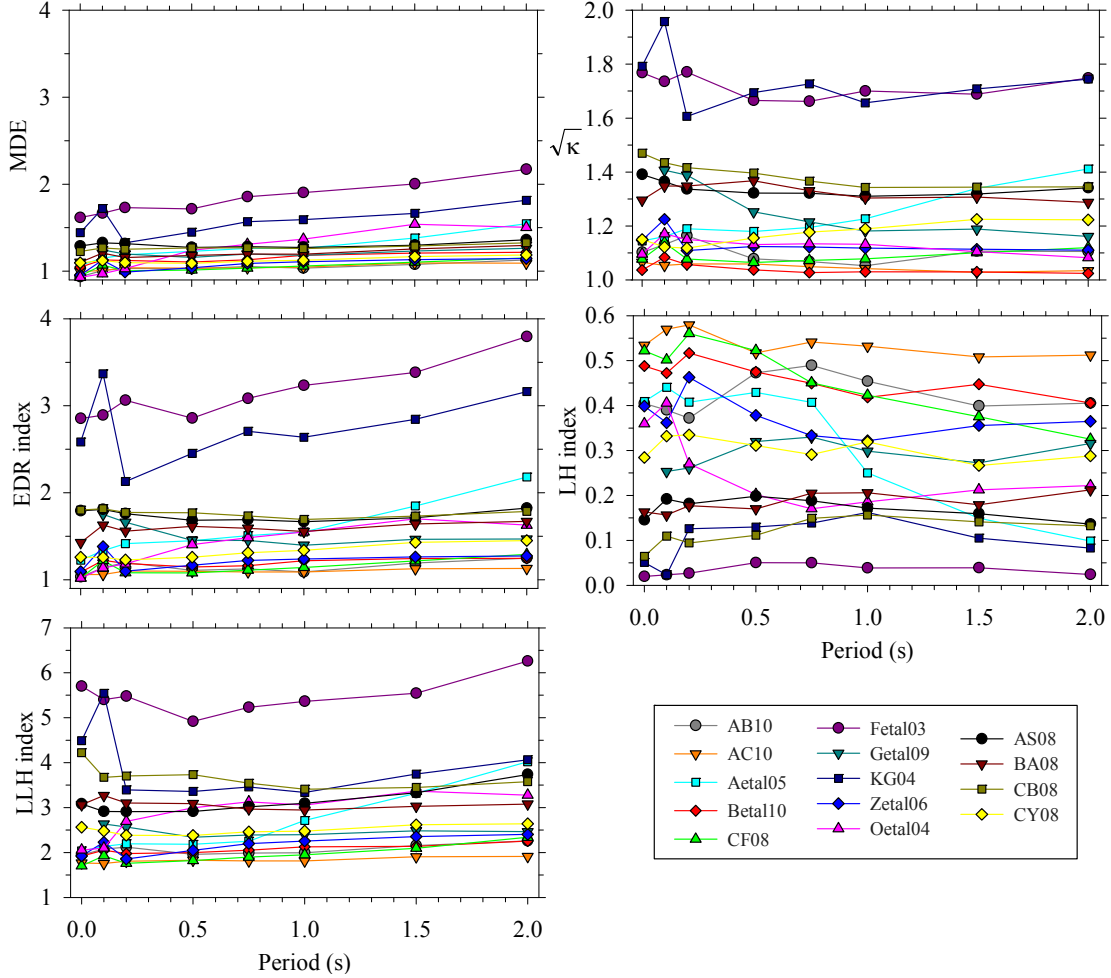 4
3
2
1
MDE
2.0
1.8
1.6
1.4
1.2
1.0
√κ
4
3
2
1
EDR index
0.6
0.5
0.4
0.3
0.2
0.1
0.0
LH index
0.0 0.5 1.0 1.5 2.0
Period (s)
7
6
5
4
3
2
1
LLH index
0.0 0.5 1.0 1.5 2.0
Period (s)
AB10
AC10
Aetal05
Betal10
CF08
Fetal03
Getal09
KG04
Zetal06
Oetal04
AS08
BA08
CB08
CY08